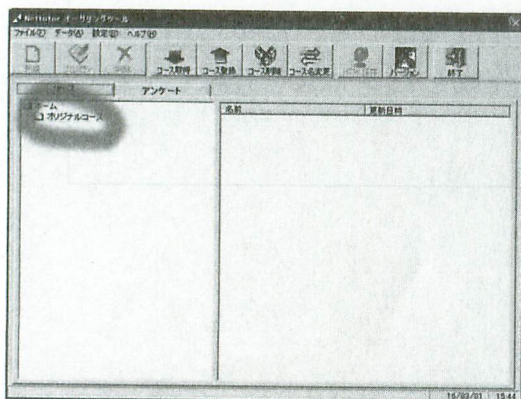 Nettutor オーサリングツール
ファイル(F) データ(A) 設定(D) ヘルプ(H)
コース取得 コース登録 コース削除 コース名変更 バージョン 終了
アンケート
ホーム
オリジナルコース
名前 更新日時
16/03/01 15:44